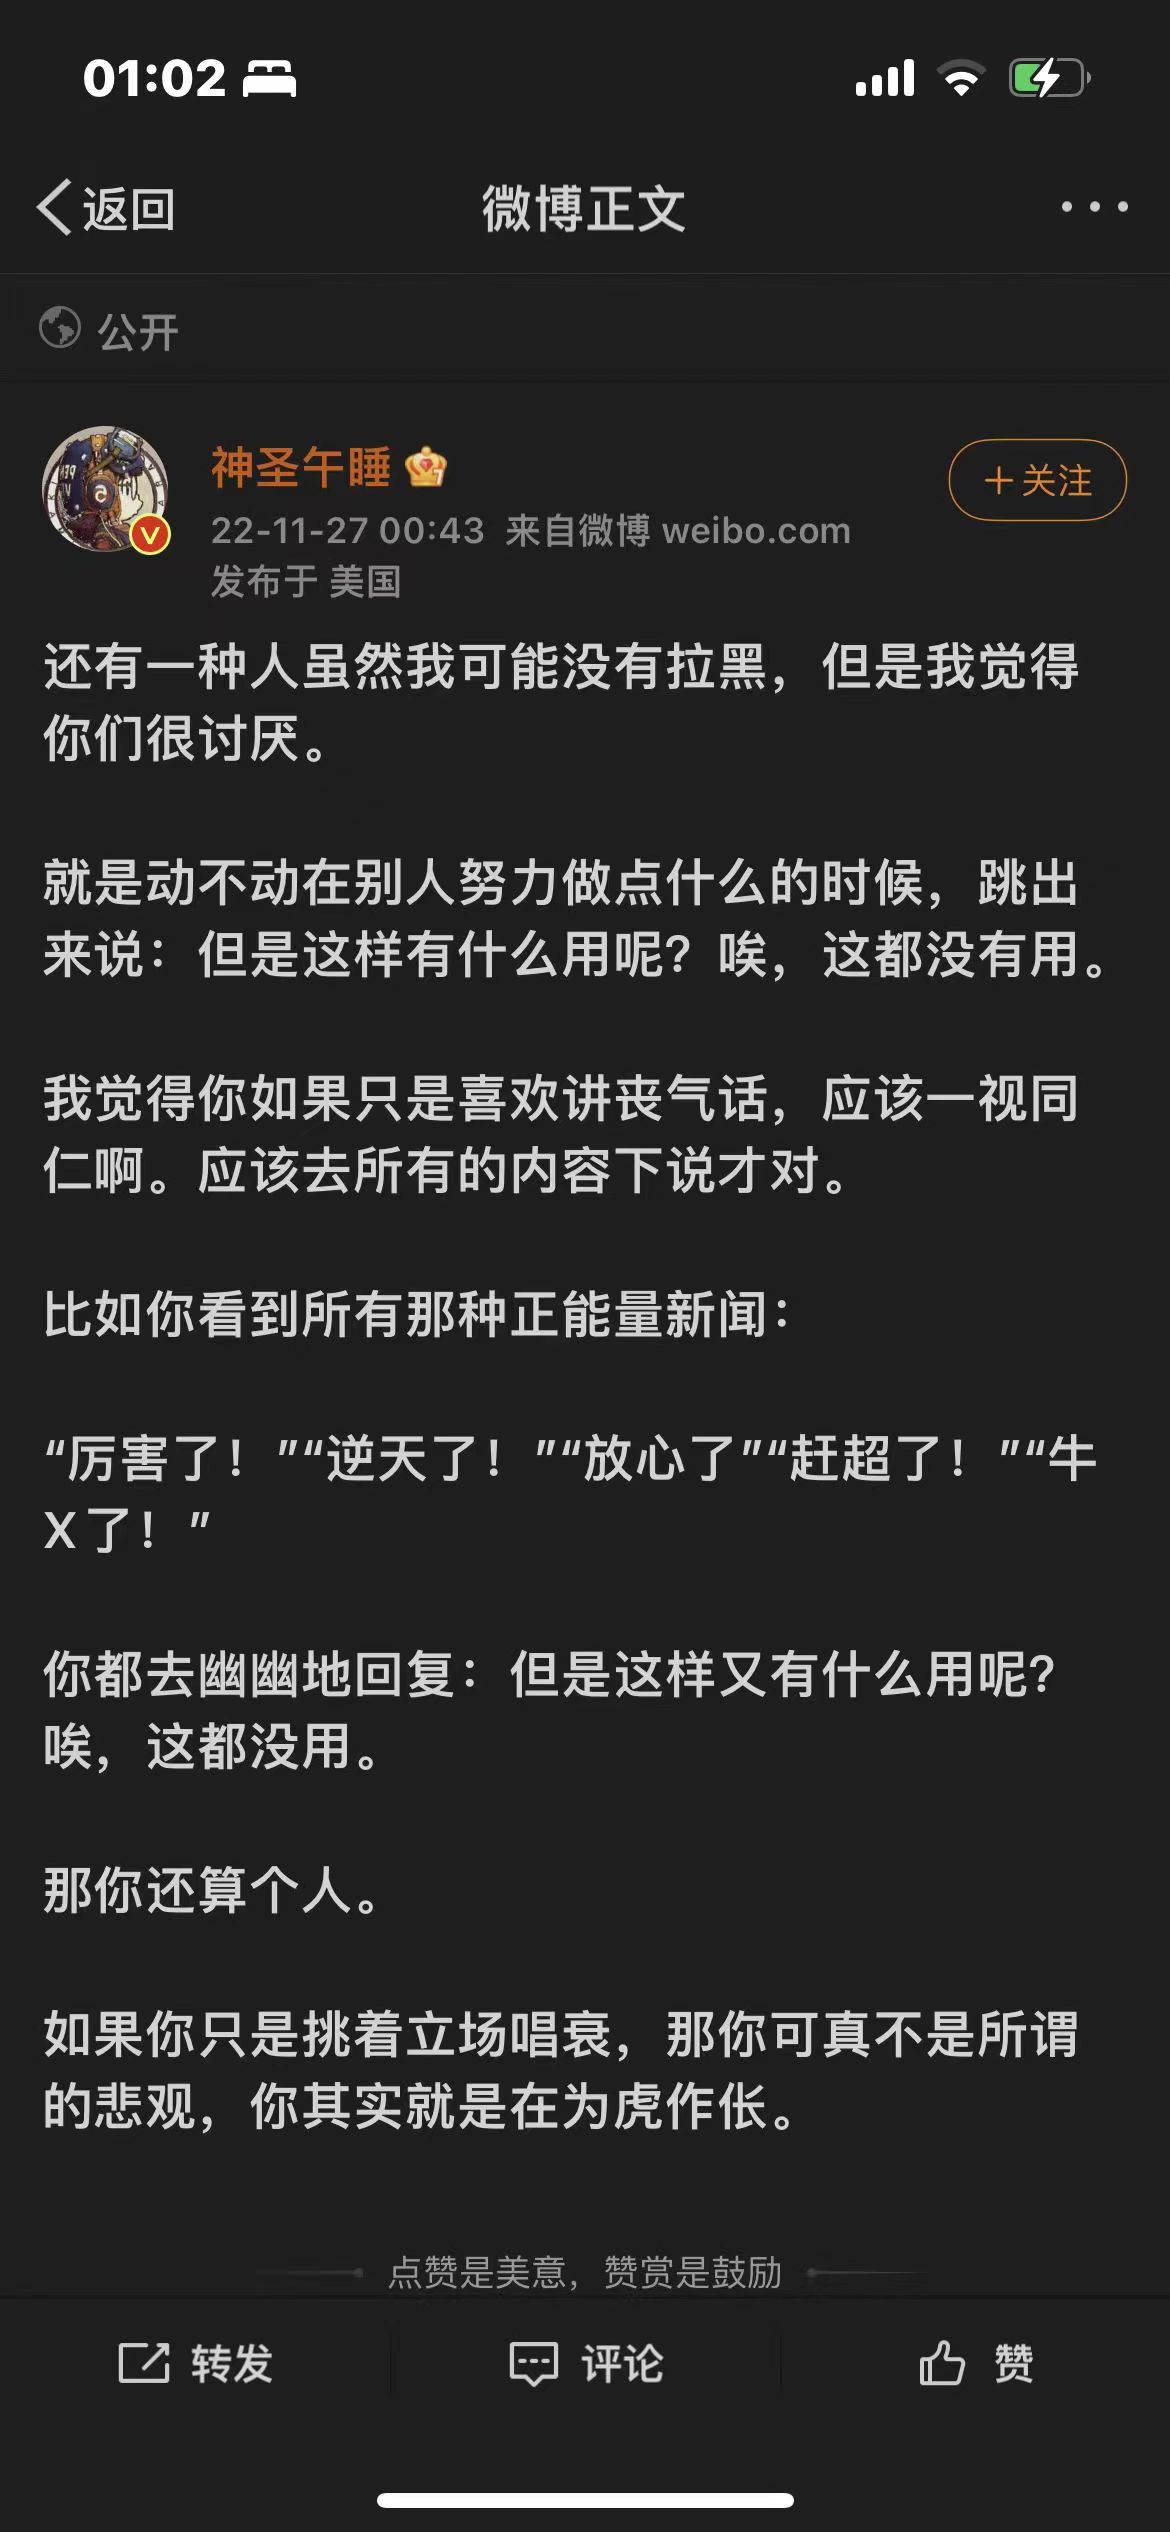 01:02
返回
微博正文
公开
神圣午睡
+关注
22-11-27 00:43 来自微博 weibo.com
发布于 美国
还有一种人虽然我可能没有拉黑，但是我觉得
你们很讨厌。
就是动不动在别人努力做点什么的时候，跳出
来说：但是这样有什么用呢？唉，这都没有用。
我觉得你如果只是喜欢讲丧气话，应该一视同
仁啊。应该去所有的内容下说才对。
比如你看到所有那种正能量新闻：
“厉害了！”“逆天了！”“放心了”“赶超了！”“牛
X了！”
你都去幽幽地回复：但是这样又有什么用呢？
唉，这都没用。
那你还算个人。
如果你只是挑着立场唱衰，那你可真不是所谓
的悲观，你其实就是在为虎作伥。
点赞是美意，赞赏是鼓励
转发
评论
赞